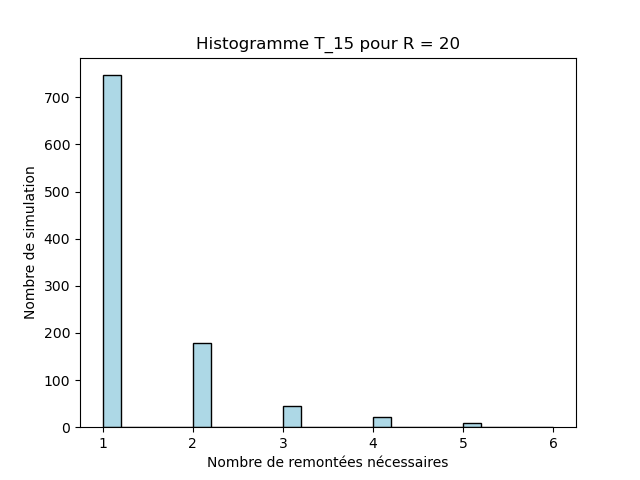 Histogramme T_15 pour R = 20
Nombre de simulation
700
600
500
400
300
200
100
0
1 2 3 4 5 6
Nombre de remontées nécessaires